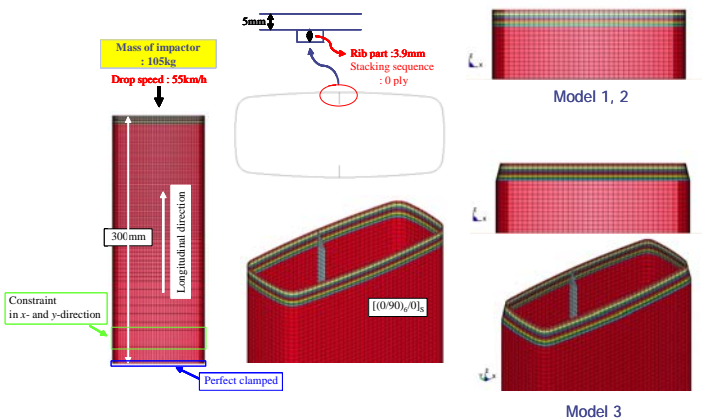 5mm
Mass of impactor
: 105kg
Drop speed : 55km/h
Rib part :3.9mm
Stacking sequence
: 0 ply
Model 1, 2
300mm
Longitudinal direction
Constraint
in x- and y-direction
[(0/90)₆/0]s
Perfect clamped
Model 3